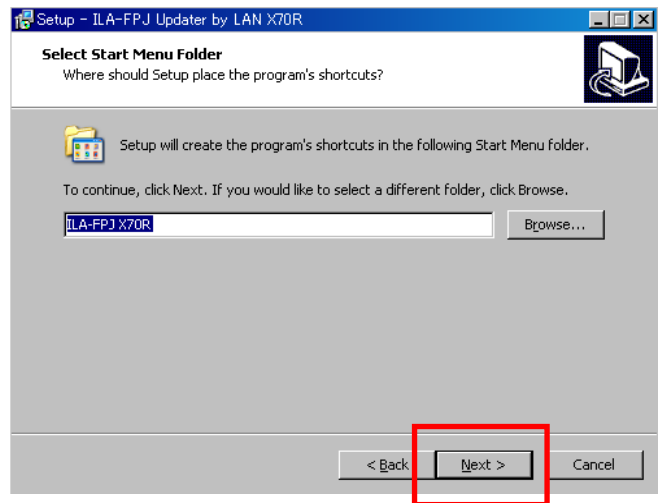 Setup - ILA-FPJ Updater by LAN X70R
Select Start Menu Folder
Where should Setup place the program's shortcuts?
Setup will create the program's shortcuts in the following Start Menu folder.
To continue, click Next. If you would like to select a different folder, click Browse.
ILA-FPJ X70R
Browse...
< Back
Next >
Cancel